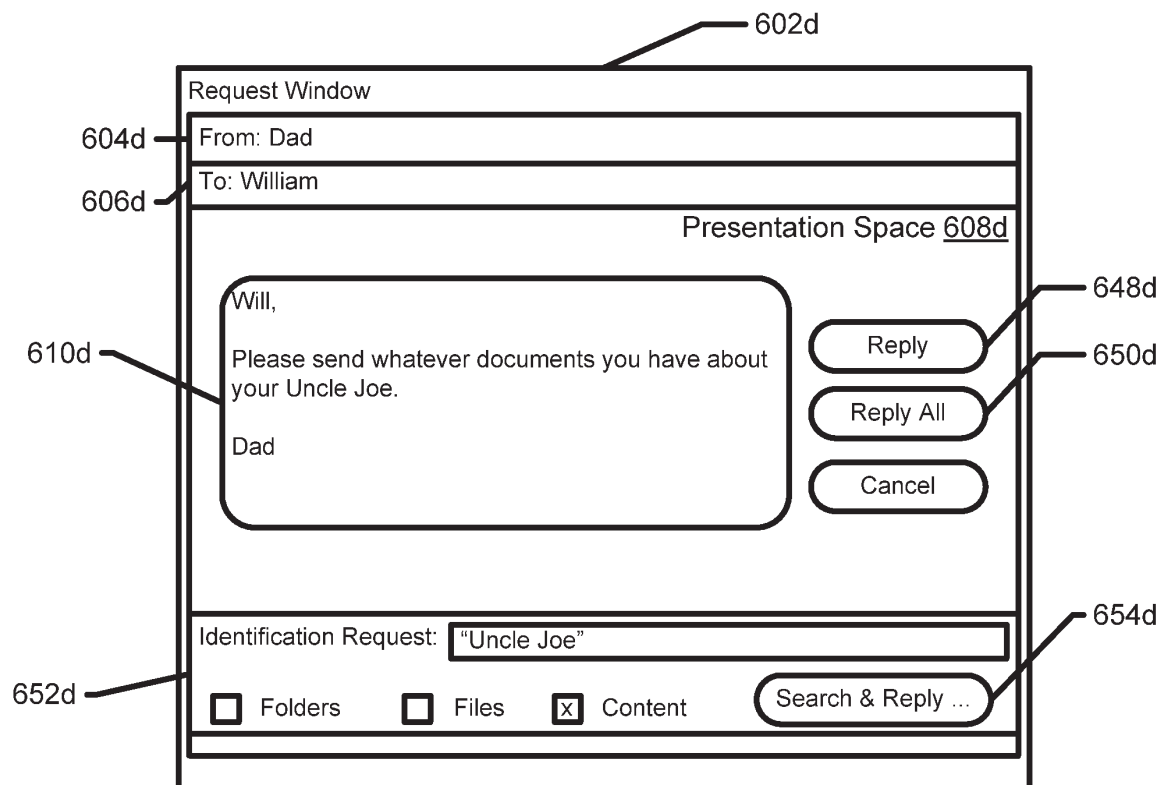 602d
Request Window
604d
From: Dad
606d
To: William
Presentation Space 608d
648d
650d
610d
Will,
Please send whatever documents you have about
your Uncle Joe.
Dad
Reply
Reply All
Cancel
654d
Identification Request: “Uncle Joe”
652d
Folders Files x Content Search & Reply ...